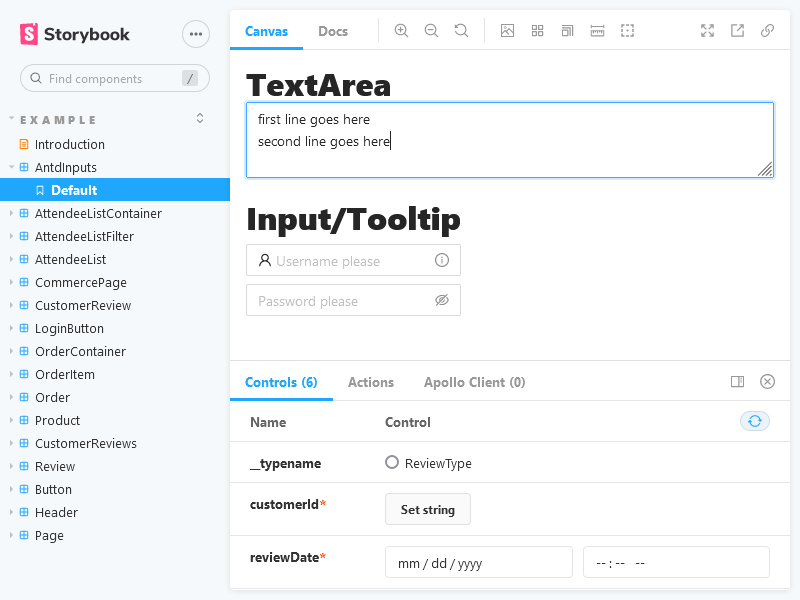 Storybook
Find components
/
EXAMPLE
Introduction
AntdInputs
Default
AttendeeListContainer
AttendeeListFilter
AttendeeList
CommercePage
CustomerReview
LoginButton
OrderContainer
OrderItem
Order
Product
CustomerReviews
Review
Button
Header
Page
Canvas
Docs
TextArea
first line goes here
second line goes here
Input/Tooltip
Username please
Password please
Controls (6)
Actions
Apollo Client (0)
Name
Control
__typename
ReviewType
customerId*
Set string
reviewDate*
mm / dd / yyyy
-- : -- --